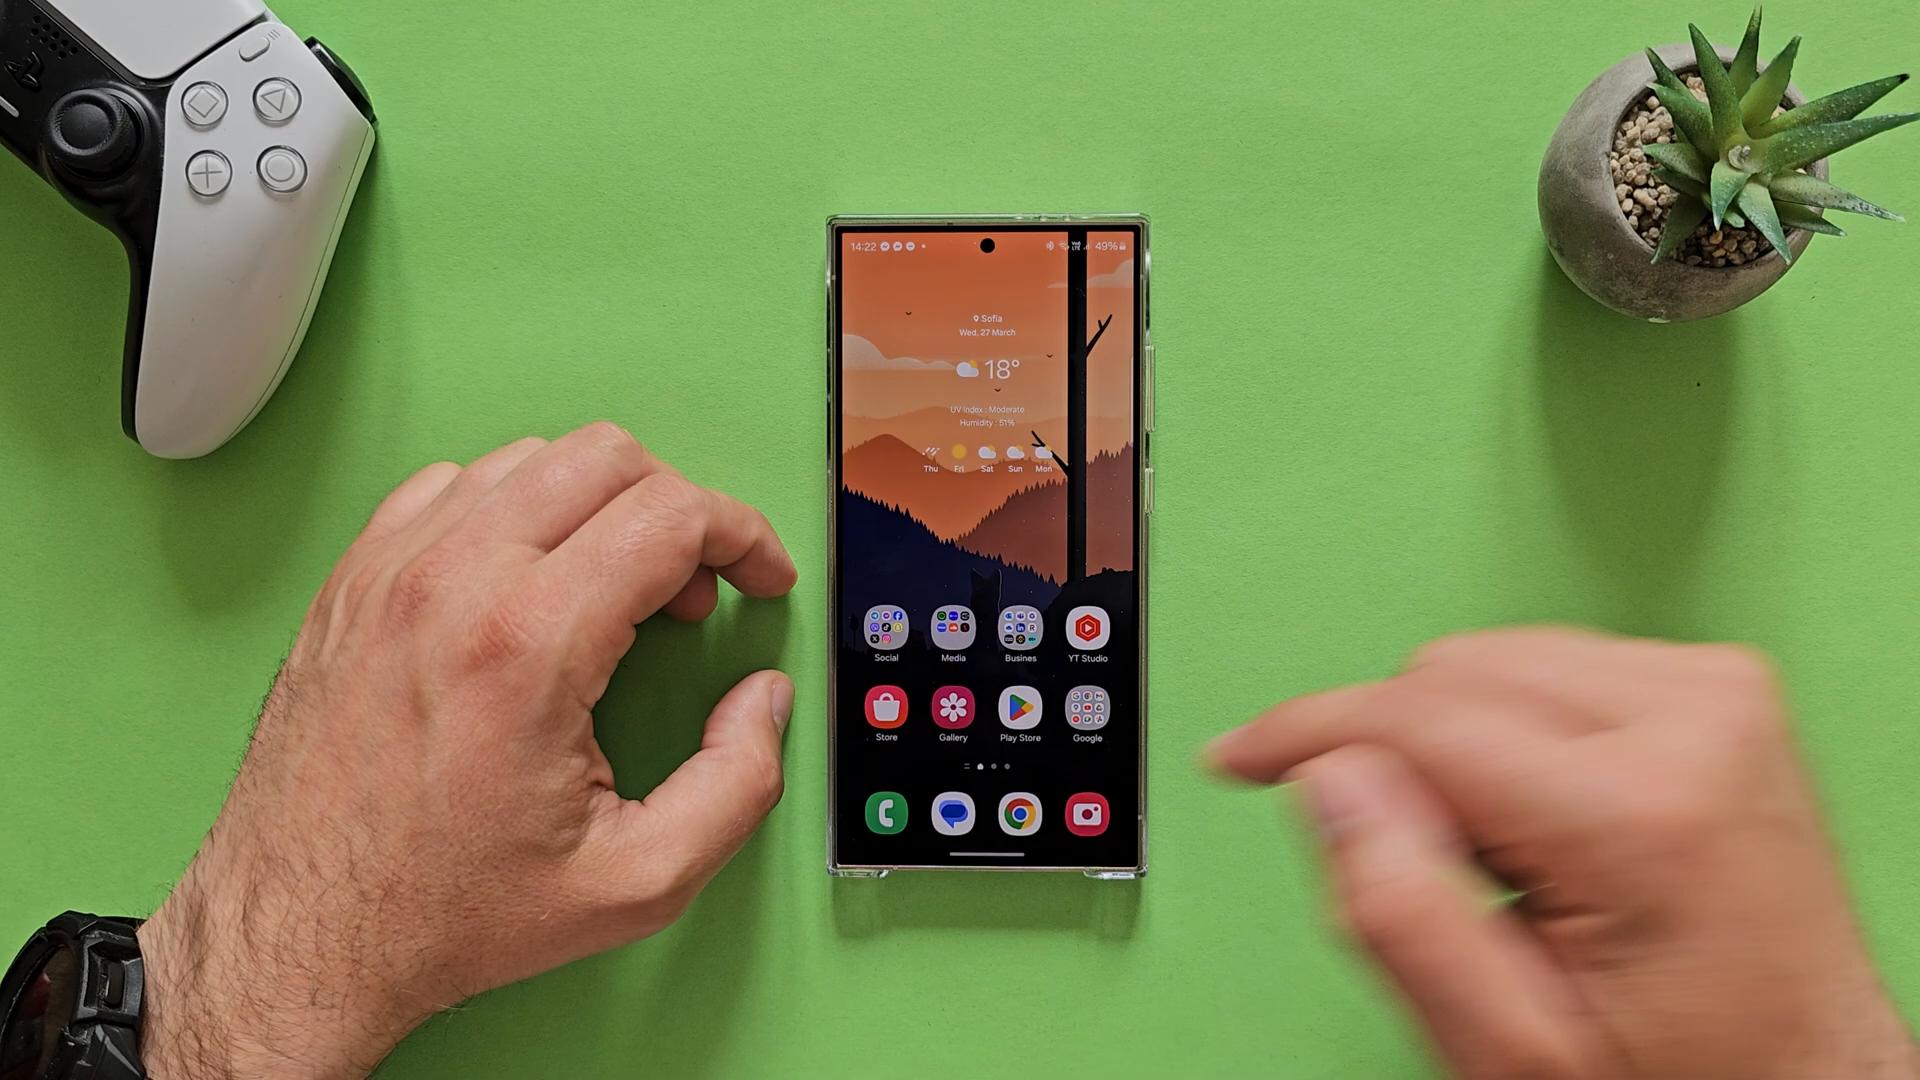 14:22
49%
Sofia
Wed, 27 March
18°
UV index : Moderate
Humidity : 51%
Thu Fri Sat Sun Mon
Social Media Busines YT Studio
Store Gallery Play Store Google